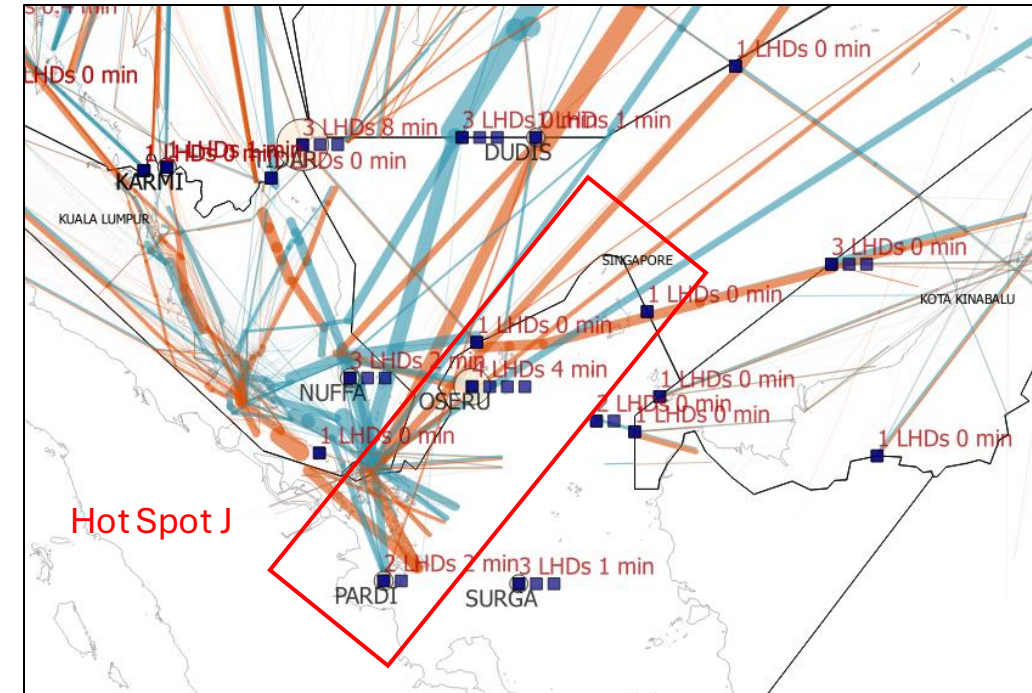 1 LHDs 0 min
LHDs 0 min
3 LHDs 8 min
3 LHDs
LHDs 1 min
DUDIS
LHDs 0 min
KARMI
KUALA LUMPUR
SINGAPORE
3 LHDs 0 min
1 LHDs 0 min
KOTA KINABALU
1 LHDs 0 min
3 LHDs 2 min
4 LHDs 4 min
NUFFA
OSERU
1 LHDs 0 min
2 LHDs 0 min
1 LHDs 0 min
1 LHDs 0 min
1 LHDs 0 min
Hot Spot J
2 LHDs 2 min
3 LHDs 1 min
PARDI
SURGA